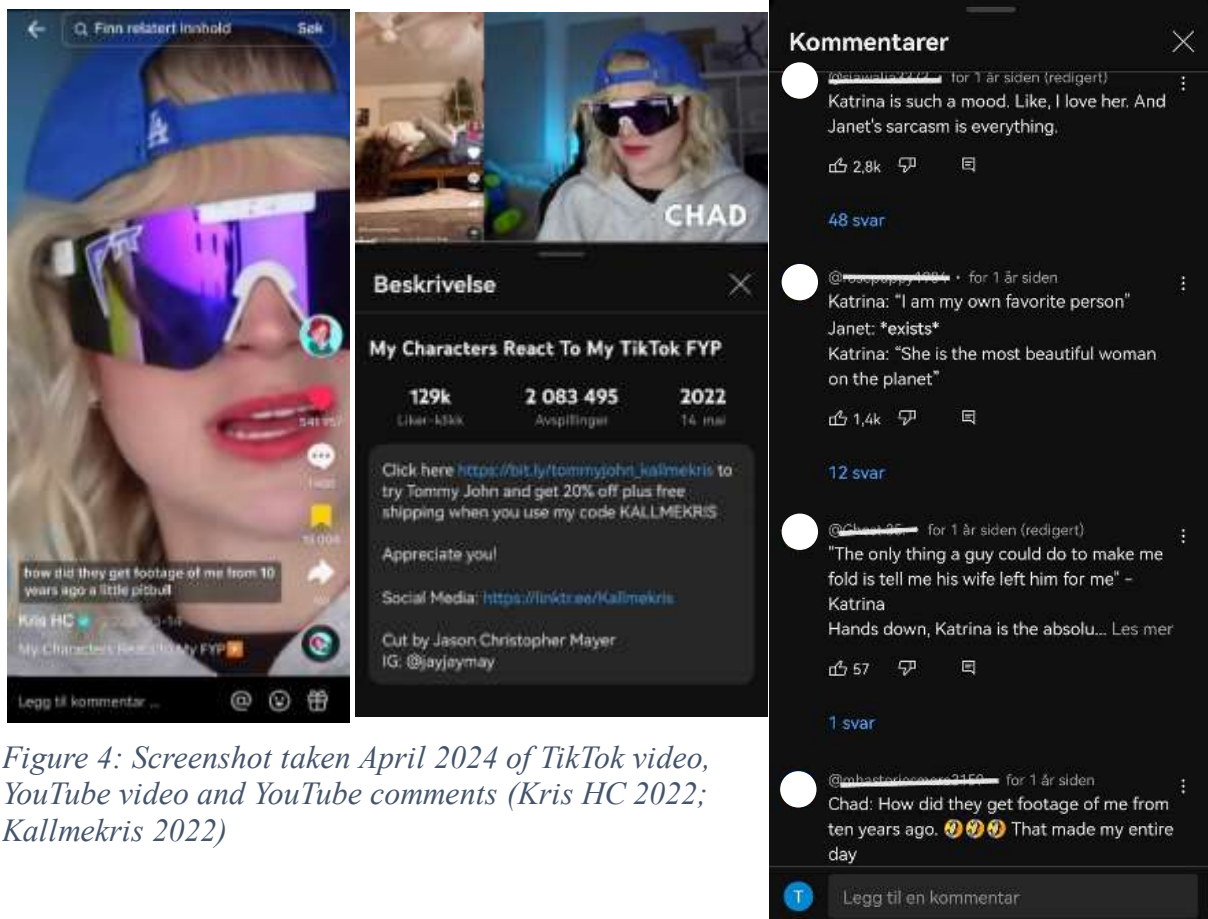 Finn relatert innhold
Søk
541 957
how did they get footage of me from 10
years ago a little pitbull
Kris HC
My Characters React To My FYP
Legg til kommentar ...
CHAD
Beskrivelse
My Characters React To My TikTok FYP
129k
2 083 495
2022
Liker-klikk
Avspillinger
14. mai
Click here https://bit.ly/tommyjohn_kallmekris to
try Tommy John and get 20% off plus free
shipping when you use my code KALLMEKRIS
Appreciate you!
Social Media: https://linktr.ee/Kallmekris
Cut by Jason Christopher Mayer
IG: @jayjaymay
Kommentarer
for 1 år siden (redigert)
Katrina is such a mood. Like, I love her. And
Janet's sarcasm is everything.
2,8k
48 svar
• for 1 år siden
Katrina: “I am my own favorite person”
Janet: *exists*
Katrina: “She is the most beautiful woman
on the planet”
1,4k
12 svar
for 1 år siden (redigert)
"The only thing a guy could do to make me
fold is tell me his wife left him for me" -
Katrina
Hands down, Katrina is the absolu... Les mer
57
1 svar
for 1 år siden
Chad: How did they get footage of me from
ten years ago. 🤣🤣🤣 That made my entire
day
T
Legg til en kommentar
Figure 4: Screenshot taken April 2024 of TikTok video,
YouTube video and YouTube comments (Kris HC 2022;
Kallmekris 2022)